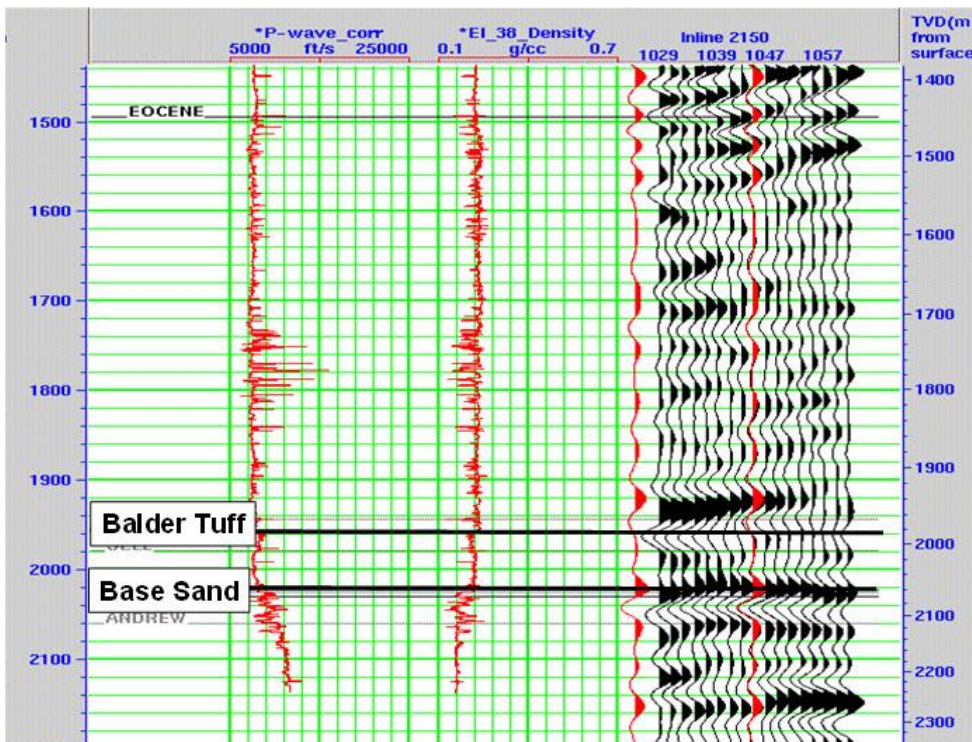 *P-wave_corr *EI_38_Density
5000 ft/s 25000 0.1 g/cc 0.7
Inline 2150
1029 1039 1047 1057
TVD(m
from
surface
1400
EOCENE
1500
1500
1600
1600
1700
1700
1800
1800
1900
1900
Balder Tuff
2000
2000
Base Sand
ANDREW
2100
2100
2200
2300